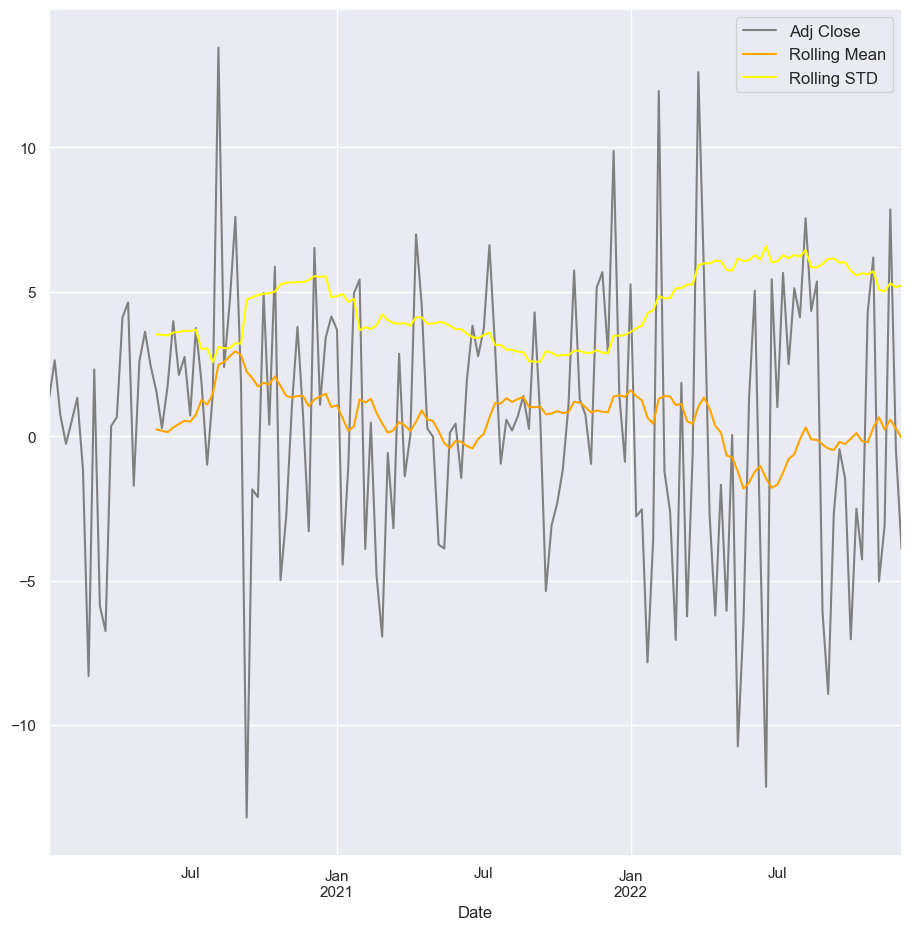 Adj Close
Rolling Mean
Rolling STD
10
5
0
−5
−10
Jul
Jan
2021
Jul
Jan
2022
Jul
Date